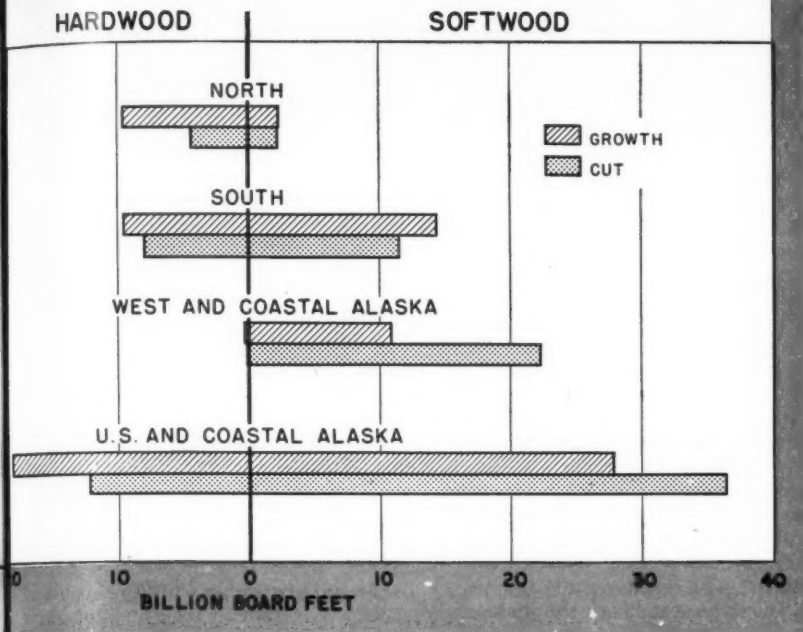 HARDWOOD SOFTWOOD
NORTH
GROWTH
CUT
SOUTH
WEST AND COASTAL ALASKA
U.S. AND COASTAL ALASKA
0 10 0 10 20 30 40
BILLION BOARD FEET